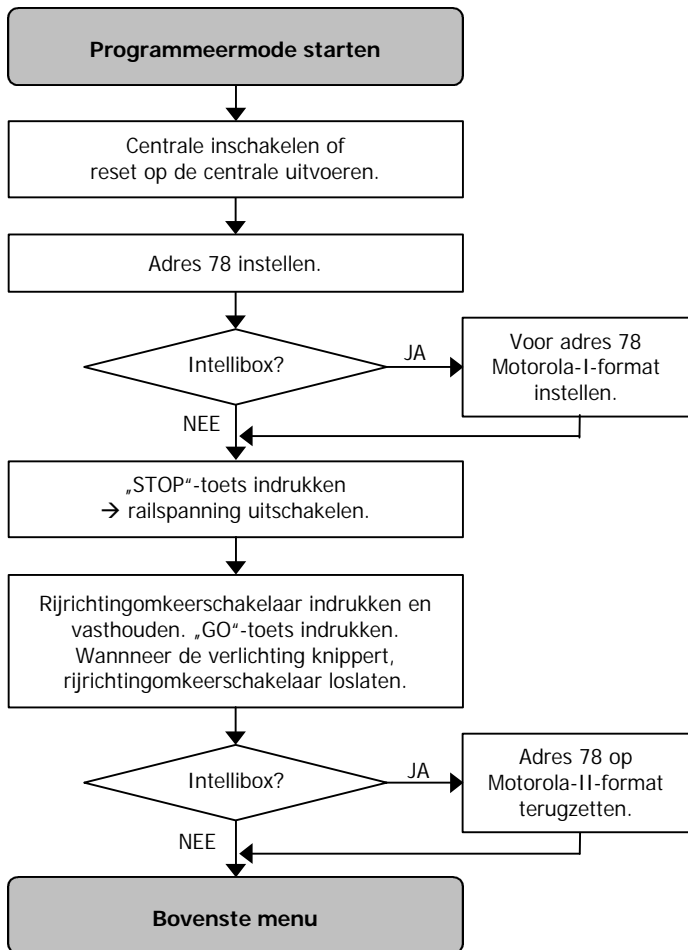 Programmeermode starten
Centrale inschakelen of
reset op de centrale uitvoeren.
Adres 78 instellen.
Intellibox?
JA
Voor adres 78
Motorola-I-format
instellen.
NEE
„STOP“-toets indrukken
→ railspanning uitschakelen.
Rijrichtingomkeerschakelaar indrukken en
vasthouden. „GO“-toets indrukken.
Wannneer de verlichting knippert,
rijrichtingomkeerschakelaar loslaten.
Intellibox?
JA
Adres 78 op
Motorola-II-format
terugzetten.
NEE
Bovenste menu